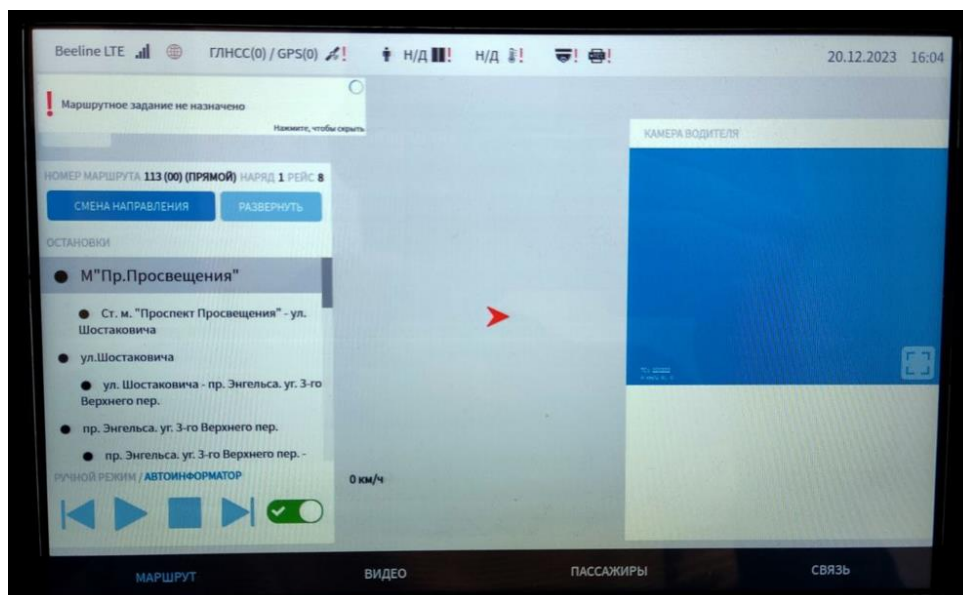 Beeline LTE ГЛНСС(0) / GPS(0) ! Н/Д ! Н/Д ! ! ! 20.12.2023 16:04
! Маршрутное задание не назначено
Нажмите, чтобы скрыть
КАМЕРА ВОДИТЕЛЯ
НОМЕР МАРШРУТА 113 (00) (ПРЯМОЙ) НАРЯД 1 РЕЙС 8
СМЕНА НАПРАВЛЕНИЯ РАЗВЕРНУТЬ
ОСТАНОВКИ
М"Пр.Просвещения"
Ст. м. "Проспект Просвещения" - ул.
Шостаковича
ул.Шостаковича
ул. Шостаковича - пр. Энгельса. уг. 3-го
Верхнего пер.
пр. Энгельса. уг. 3-го Верхнего пер.
пр. Энгельса. уг. 3-го Верхнего пер. -
РУЧНОЙ РЕЖИМ / АВТОИНФОРМАТОР
0 км/ч
МАРШРУТ ВИДЕО ПАССАЖИРЫ СВЯЗЬ